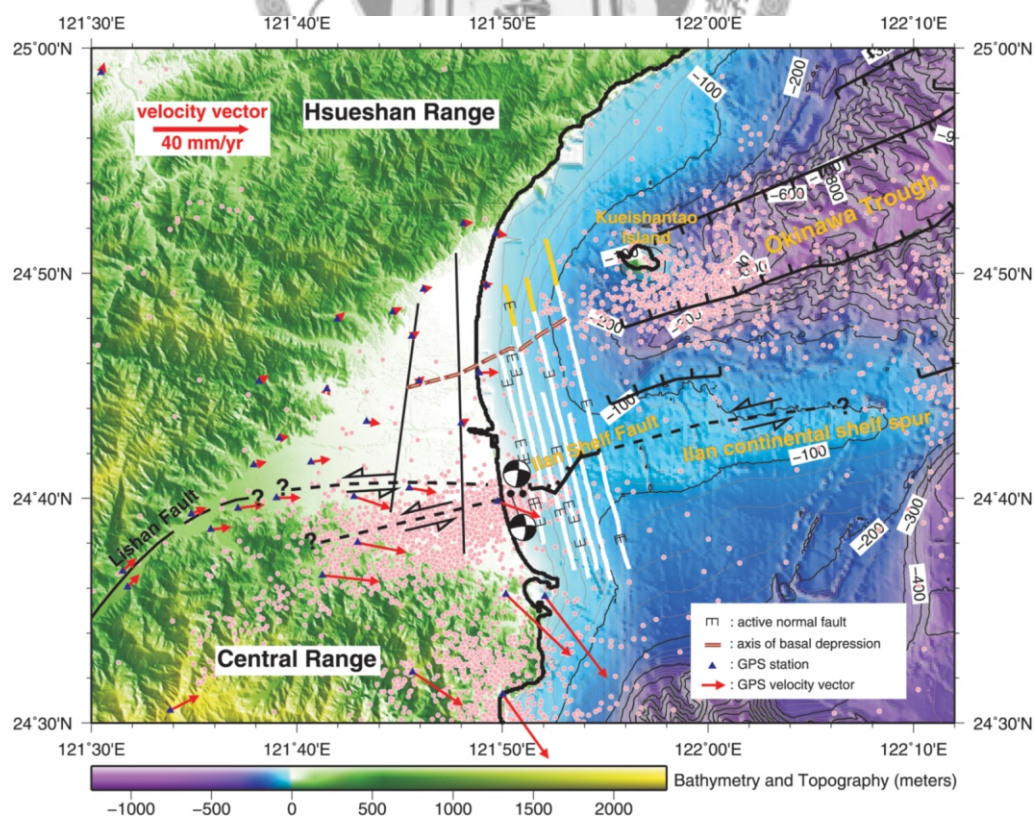 121˚30'E 121˚40'E 121˚50'E 122˚00'E 122˚10'E
25˚00'N 25˚00'N
velocity vector
40 mm/yr
Hsueshan Range
−100
−200
−600
−800
Okinawa Trough
Kueishantao
Island
24˚50'N 24˚50'N
−200
−100
Ilan Shelf Fault
?
Ilan continental shelf spur
−100
24˚40'N 24˚40'N
Lishan Fault
?
?
?
−200
−300
−400
Central Range
: active normal fault
: axis of basal depression
: GPS station
: GPS velocity vector
24˚30'N 24˚30'N
121˚30'E 121˚40'E 121˚50'E 122˚00'E 122˚10'E
Bathymetry and Topography (meters)
−1000 −500 0 500 1000 1500 2000